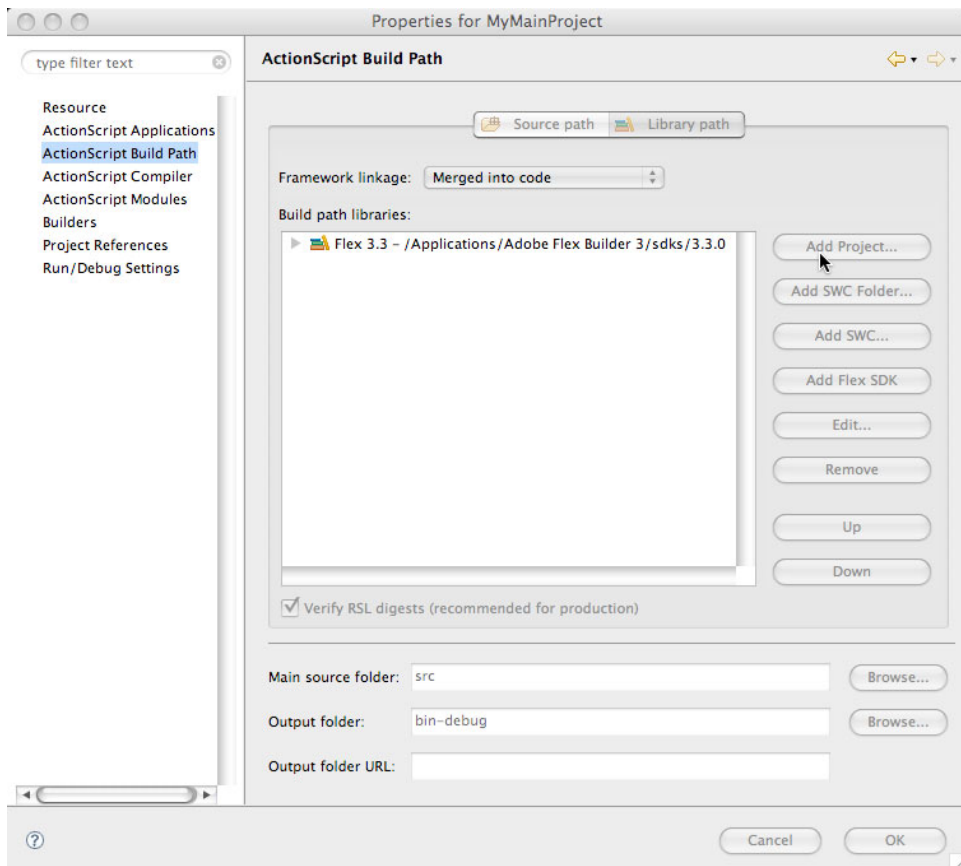 Properties for MyMainProject
type filter text
ActionScript Build Path
Resource
ActionScript Applications
ActionScript Build Path
ActionScript Compiler
ActionScript Modules
Builders
Project References
Run/Debug Settings
Source path
Library path
Framework linkage:
Merged into code
Build path libraries:
Flex 3.3 – /Applications/Adobe Flex Builder 3/sdks/3.3.0
Add Project...
Add SWC Folder...
Add SWC...
Add Flex SDK
Edit...
Remove
Up
Down
Verify RSL digests (recommended for production)
Main source folder:
src
Browse...
Output folder:
bin-debug
Browse...
Output folder URL:
?
Cancel
OK